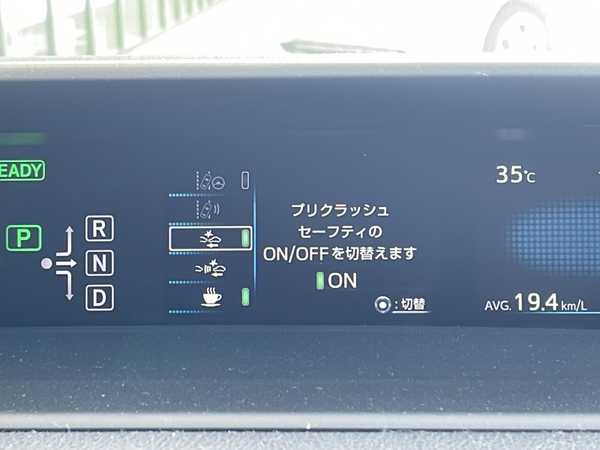 EADY
P
R
N
D
プリクラッシュ
セーフティの
ON/OFFを切替えます
ON
:切替
35℃
AVG. 19.4 km/L